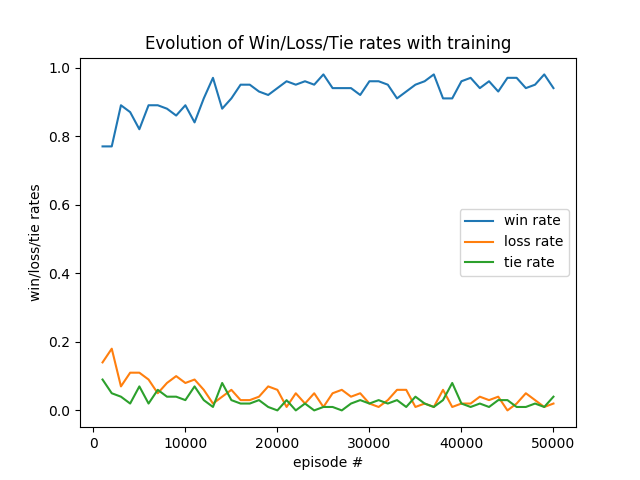 Evolution of Win/Loss/Tie rates with training
win/loss/tie rates
1.0
0.8
0.6
0.4
0.2
0.0
win rate
loss rate
tie rate
0 10000 20000 30000 40000 50000
episode #